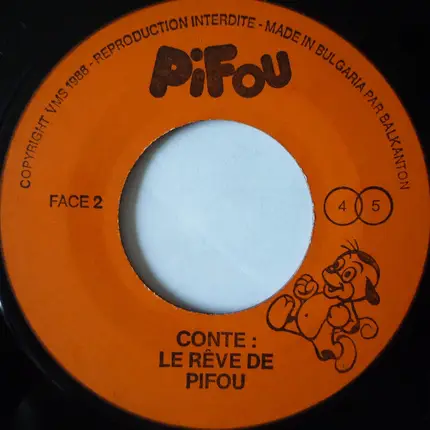 COPYRIGHT VMS 1988 - REPRODUCTION INTERDITE - MADE IN BULGARIA PAR BALKANTON
PiFou
FACE 2
4 5
CONTE :
LE RÊVE DE
PIFOU